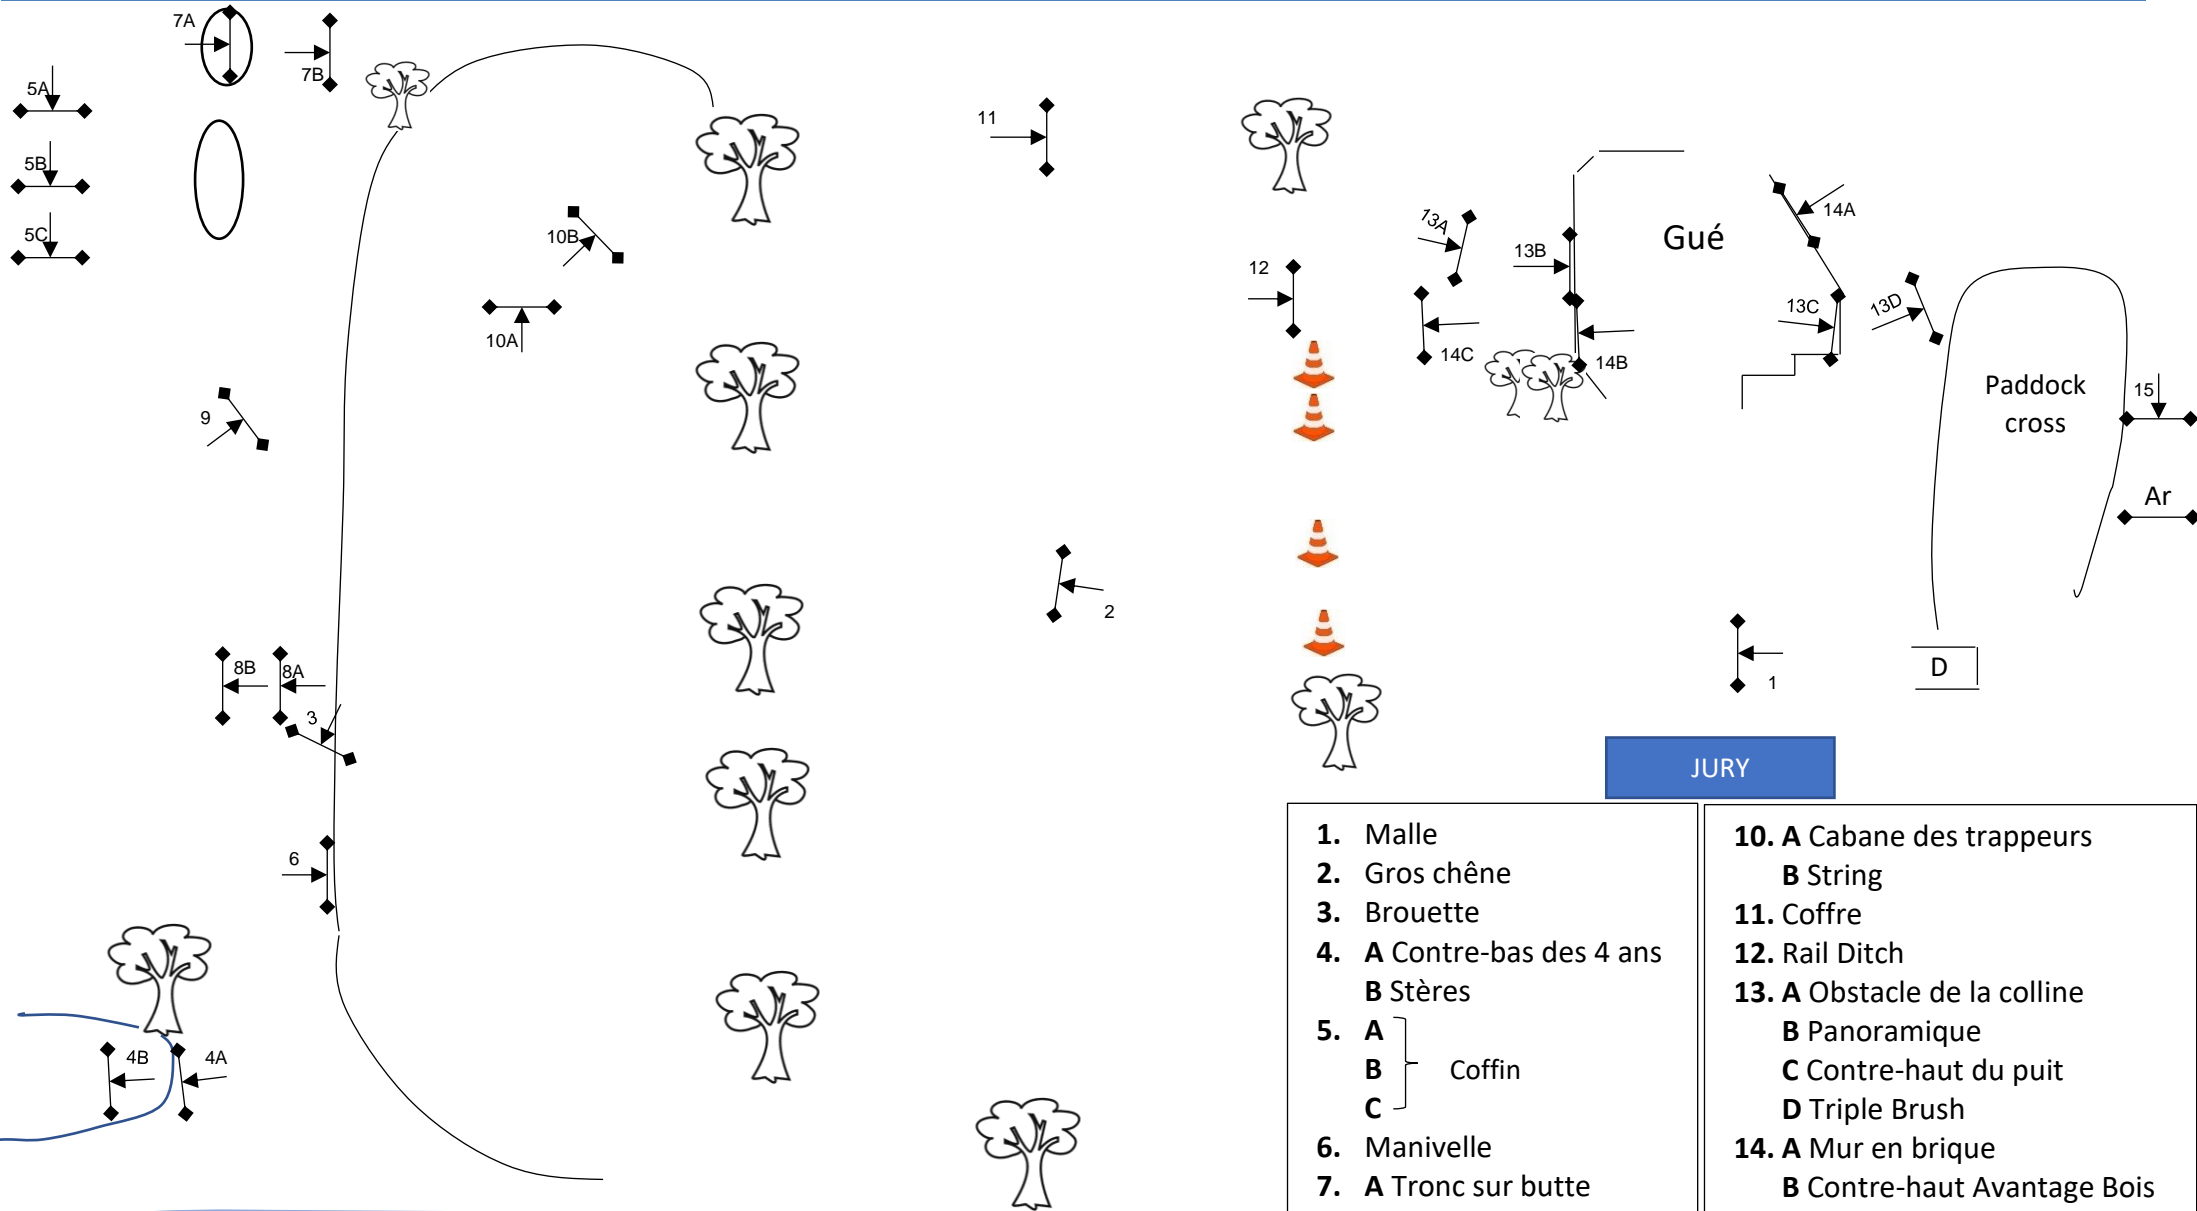 7A
7B
5A
5B
5C
11
10B
10A
12
13A
13B
Gué
14A
13C
13D
14C
14B
9
Paddock
cross
15
Ar
2
8B
8A
3
1
D
6
4B
4A
JURY
1. Malle
2. Gros chêne
3. Brouette
4. A Contre-bas des 4 ans
B Stères
5. A
B
Coffin
C
6. Manivelle
7. A Tronc sur butte
10. A Cabane des trappeurs
B String
11. Coffre
12. Rail Ditch
13. A Obstacle de la colline
B Panoramique
C Contre-haut du puit
D Triple Brush
14. A Mur en brique
B Contre-haut Avantage Bois